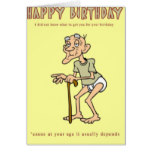 HAPPY BIRTHDAY
I did not know what to get you for your birthday
'cause at your age it usually depends